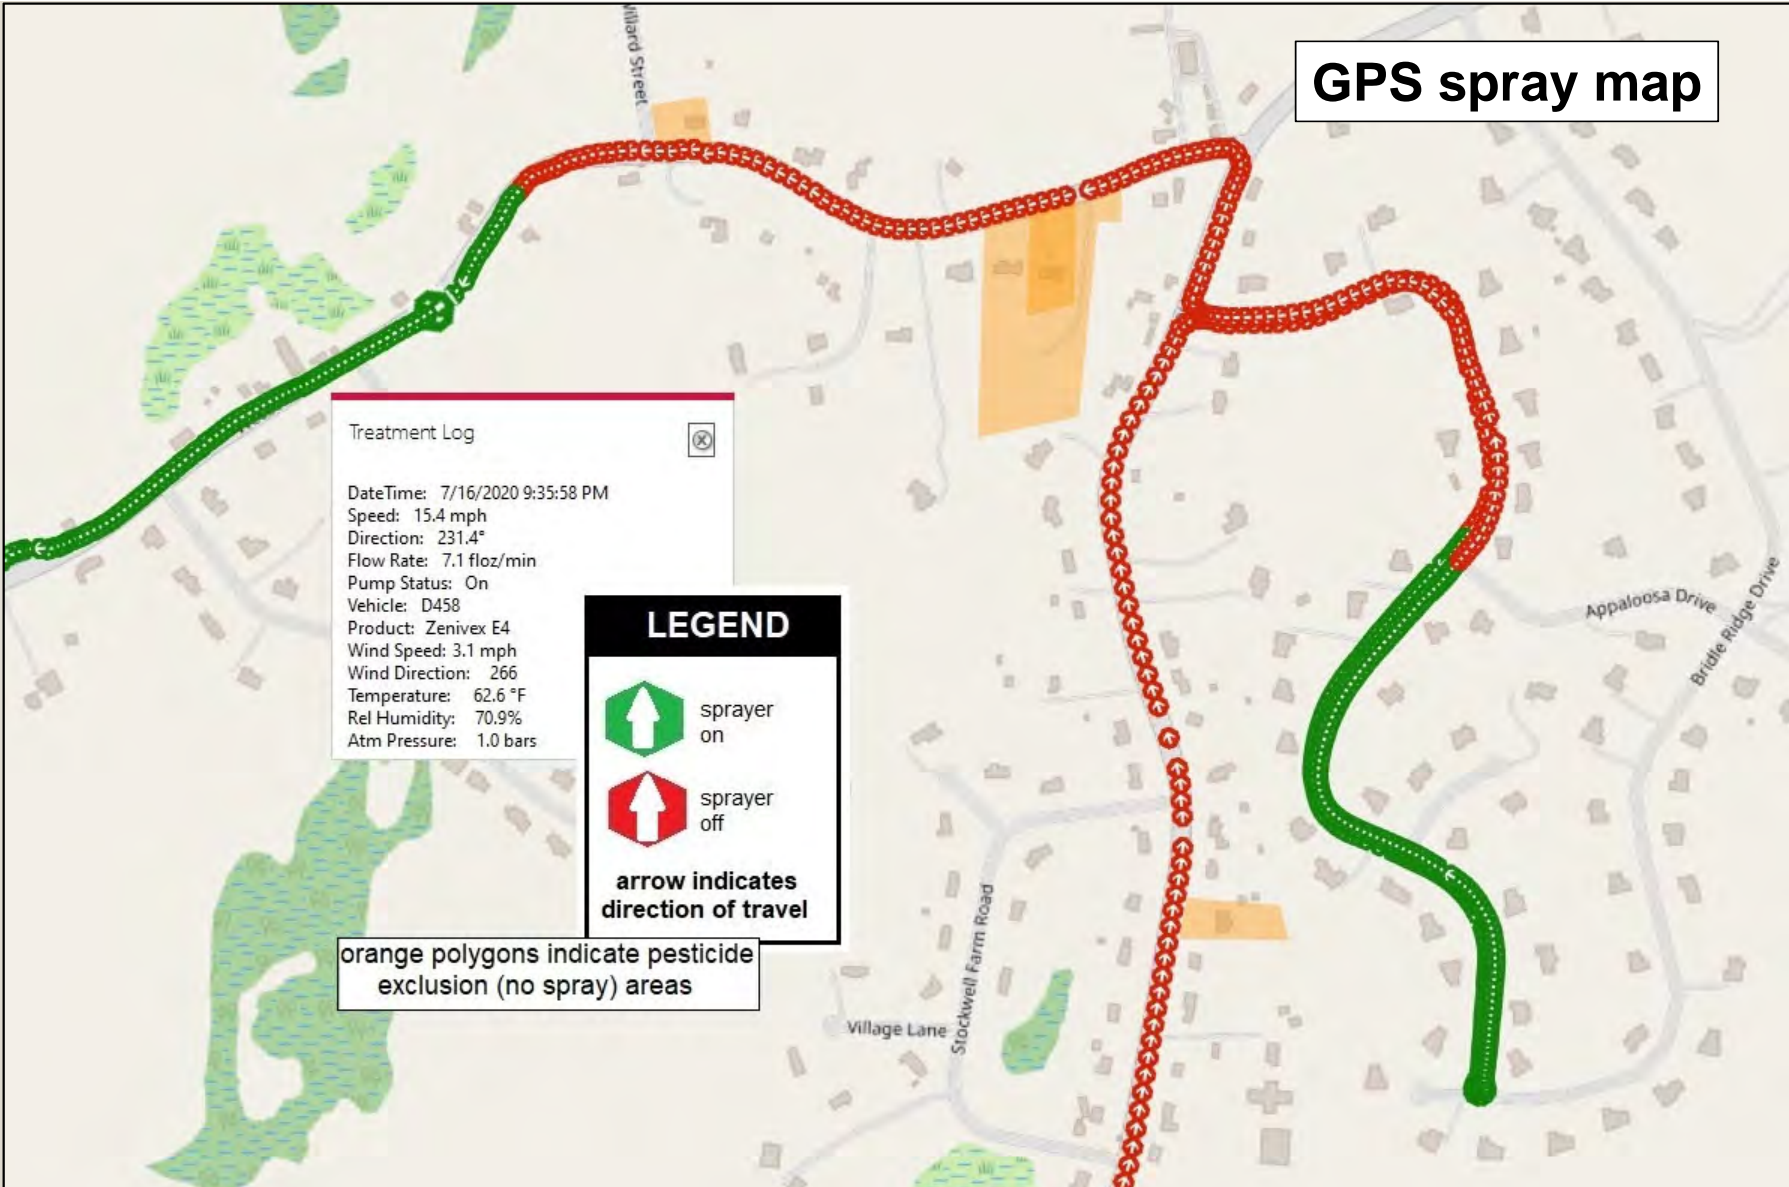 GPS spray map
Street
Treatment Log
DateTime: 7/16/2020 9:35:58 PM
Speed: 15.4 mph
Direction: 231.4°
Flow Rate: 7.1 floz/min
Pump Status: On
Vehicle: D458
Product: Zenivex E4
Wind Speed: 3.1 mph
Wind Direction: 266
Temperature: 62.6 °F
Rel Humidity: 70.9%
Atm Pressure: 1.0 bars
LEGEND
sprayer
on
sprayer
off
arrow indicates
direction of travel
orange polygons indicate pesticide
exclusion (no spray) areas
Appaloosa Drive
Bridle Ridge Drive
Stockwell Farm Road
Village Lane